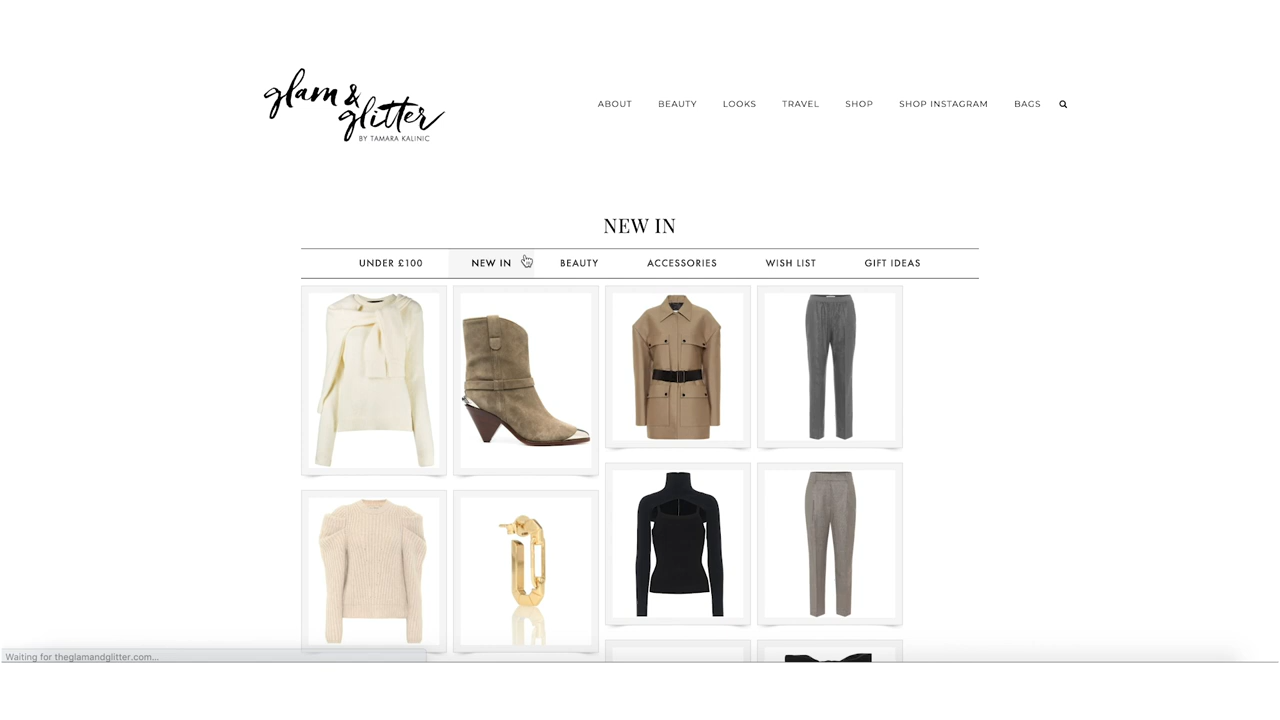 glam &
glitter
BY TAMARA KALINIC
ABOUT BEAUTY LOOKS TRAVEL SHOP SHOP INSTAGRAM BAGS
NEW IN
UNDER £100 NEW IN BEAUTY ACCESSORIES WISH LIST GIFT IDEAS
Waiting for theglamandglitter.com...